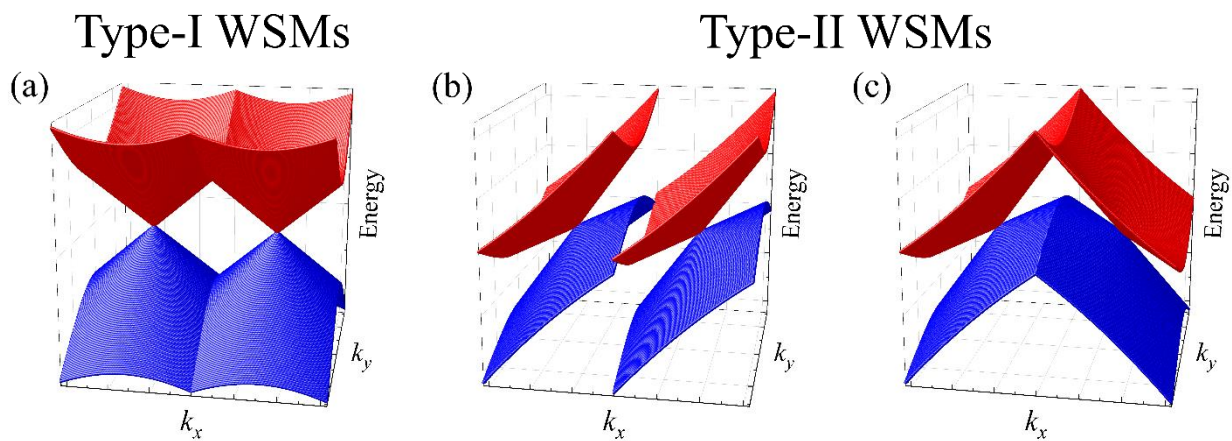 Type-I WSMs
Type-II WSMs
(a)
Energy
k_y
k_x
(b)
Energy
k_y
k_x
(c)
Energy
k_y
k_x